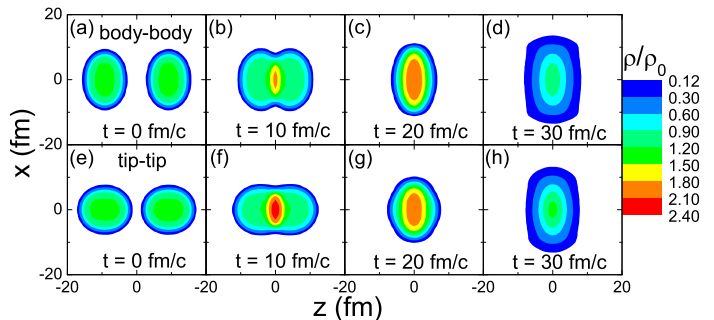 (a) body-body (b) (c) (d)
ρ/ρ0
20
0
-20
t = 0 fm/c t = 10 fm/c t = 20 fm/c t = 30 fm/c
0.12
0.30
0.60
0.90
1.20
1.50
1.80
2.10
2.40
x (fm)
(e) tip-tip (f) (g) (h)
20
0
-20
t = 0 fm/c t = 10 fm/c t = 20 fm/c t = 30 fm/c
-20 0 -20 0 -20 0 -20 0 20
z (fm)